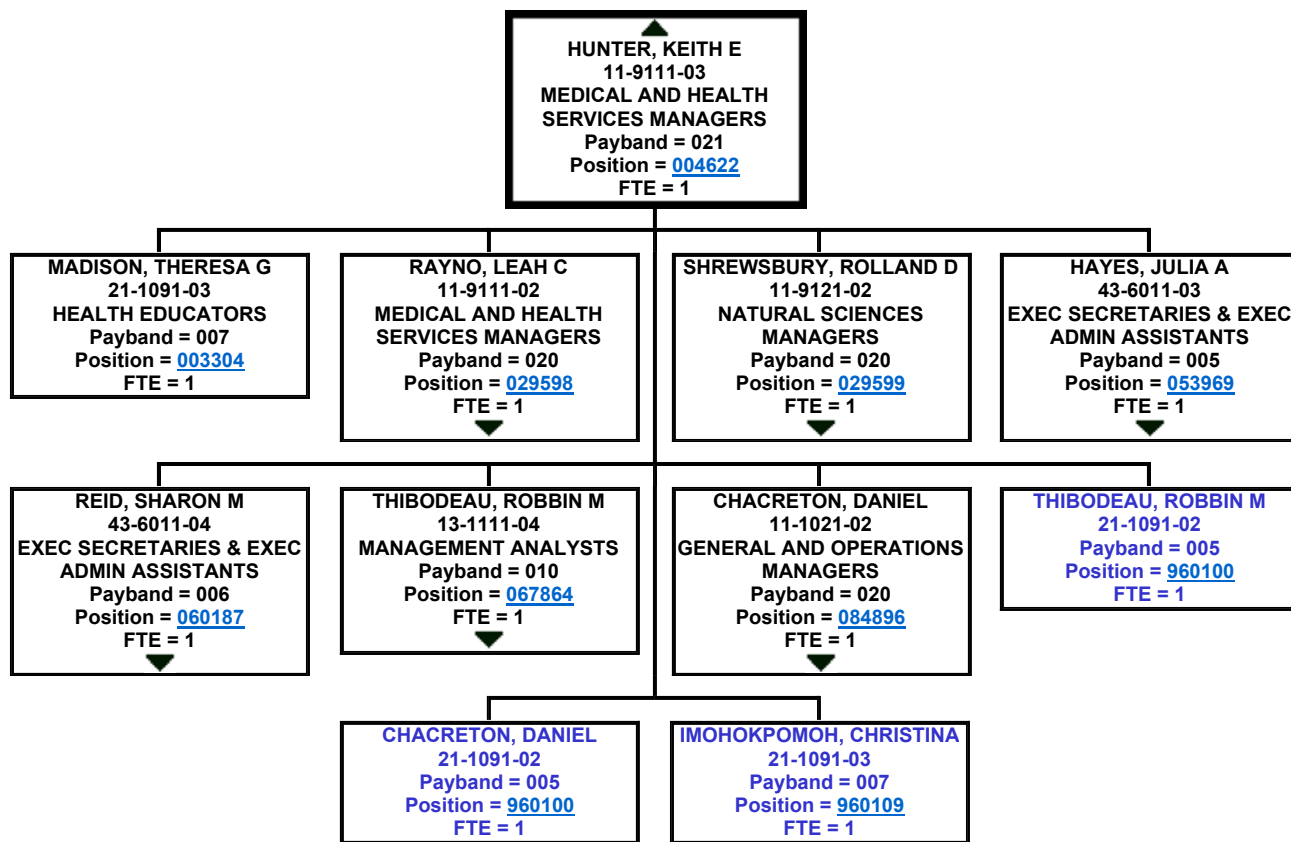 HUNTER, KEITH E
11-9111-03
MEDICAL AND HEALTH
SERVICES MANAGERS
Payband = 021
Position = 004622
FTE = 1
MADISON, THERESA G
21-1091-03
HEALTH EDUCATORS
Payband = 007
Position = 003304
FTE = 1
RAYNO, LEAH C
11-9111-02
MEDICAL AND HEALTH
SERVICES MANAGERS
Payband = 020
Position = 029598
FTE = 1
SHREWSBURY, ROLLAND D
11-9121-02
NATURAL SCIENCES
MANAGERS
Payband = 020
Position = 029599
FTE = 1
HAYES, JULIA A
43-6011-03
EXEC SECRETARIES & EXEC
ADMIN ASSISTANTS
Payband = 005
Position = 053969
FTE = 1
REID, SHARON M
43-6011-04
EXEC SECRETARIES & EXEC
ADMIN ASSISTANTS
Payband = 006
Position = 060187
FTE = 1
THIBODEAU, ROBBIN M
13-1111-04
MANAGEMENT ANALYSTS
Payband = 010
Position = 067864
FTE = 1
CHACRETON, DANIEL
11-1021-02
GENERAL AND OPERATIONS
MANAGERS
Payband = 020
Position = 084896
FTE = 1
THIBODEAU, ROBBIN M
21-1091-02
Payband = 005
Position = 960100
FTE = 1
CHACRETON, DANIEL
21-1091-02
Payband = 005
Position = 960100
FTE = 1
IMOHOKPOMOH, CHRISTINA
21-1091-03
Payband = 007
Position = 960109
FTE = 1